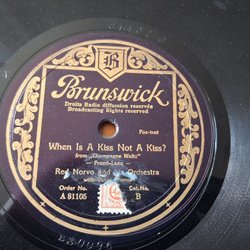 B
Brunswick
Droits Radio diffusion reservés
Broadcasting Rights reserved
Fox-trot
When Is A Kiss Not A Kiss?
from „Champagne Waltz"
Red Norvo and his Orchestra
with
Order No.
A 81105
Cat. No.
B